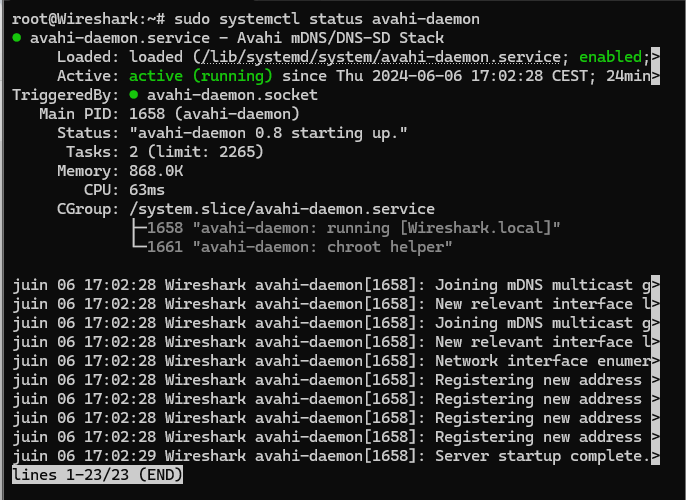 root@Wireshark:~# sudo systemctl status avahi-daemon
● avahi-daemon.service - Avahi mDNS/DNS-SD Stack
     Loaded: loaded (/lib/systemd/system/avahi-daemon.service; enabled;>
     Active: active (running) since Thu 2024-06-06 17:02:28 CEST; 24min>
TriggeredBy: ● avahi-daemon.socket
   Main PID: 1658 (avahi-daemon)
     Status: "avahi-daemon 0.8 starting up."
      Tasks: 2 (limit: 2265)
     Memory: 868.0K
        CPU: 63ms
     CGroup: /system.slice/avahi-daemon.service
             ├─1658 "avahi-daemon: running [Wireshark.local]"
             └─1661 "avahi-daemon: chroot helper"

juin 06 17:02:28 Wireshark avahi-daemon[1658]: Joining mDNS multicast g>
juin 06 17:02:28 Wireshark avahi-daemon[1658]: New relevant interface l>
juin 06 17:02:28 Wireshark avahi-daemon[1658]: Joining mDNS multicast g>
juin 06 17:02:28 Wireshark avahi-daemon[1658]: New relevant interface l>
juin 06 17:02:28 Wireshark avahi-daemon[1658]: Network interface enumer>
juin 06 17:02:28 Wireshark avahi-daemon[1658]: Registering new address >
juin 06 17:02:28 Wireshark avahi-daemon[1658]: Registering new address >
juin 06 17:02:28 Wireshark avahi-daemon[1658]: Registering new address >
juin 06 17:02:28 Wireshark avahi-daemon[1658]: Registering new address >
juin 06 17:02:29 Wireshark avahi-daemon[1658]: Server startup complete.>
lines 1-23/23 (END)